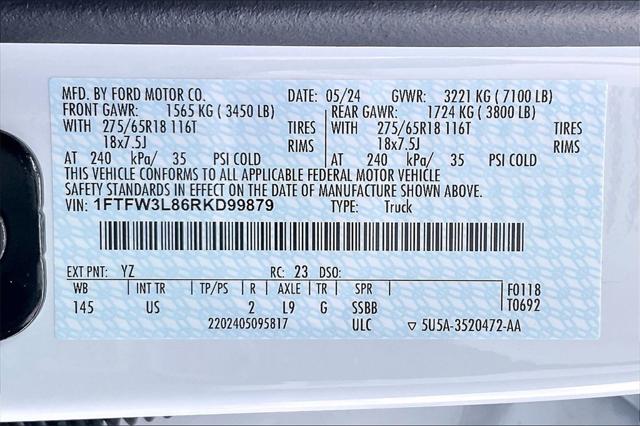 MFD. BY FORD MOTOR CO. DATE: 05/24 GVWR: 3221 KG ( 7100 LB)
FRONT GAWR: 1565 KG ( 3450 LB) REAR GAWR: 1724 KG ( 3800 LB)
WITH 275/65R18 116T TIRES WITH 275/65R18 116T TIRES
18x7.5J RIMS 18x7.5J RIMS
AT 240 kPa/ 35 PSI COLD AT 240 kPa/ 35 PSI COLD
THIS VEHICLE CONFORMS TO ALL APPLICABLE FEDERAL MOTOR VEHICLE
SAFETY STANDARDS IN EFFECT ON THE DATE OF MANUFACTURE SHOWN ABOVE.
VIN: 1FTFW3L86RKD99879 TYPE: Truck
EXT PNT: YZ RC: 23 DSO:
WB INT TR TP/PS R AXLE TR SPR F0118
145 US 2 L9 G SSBB T0692
2202405095817 ULC ▽ 5U5A-3520472-AA